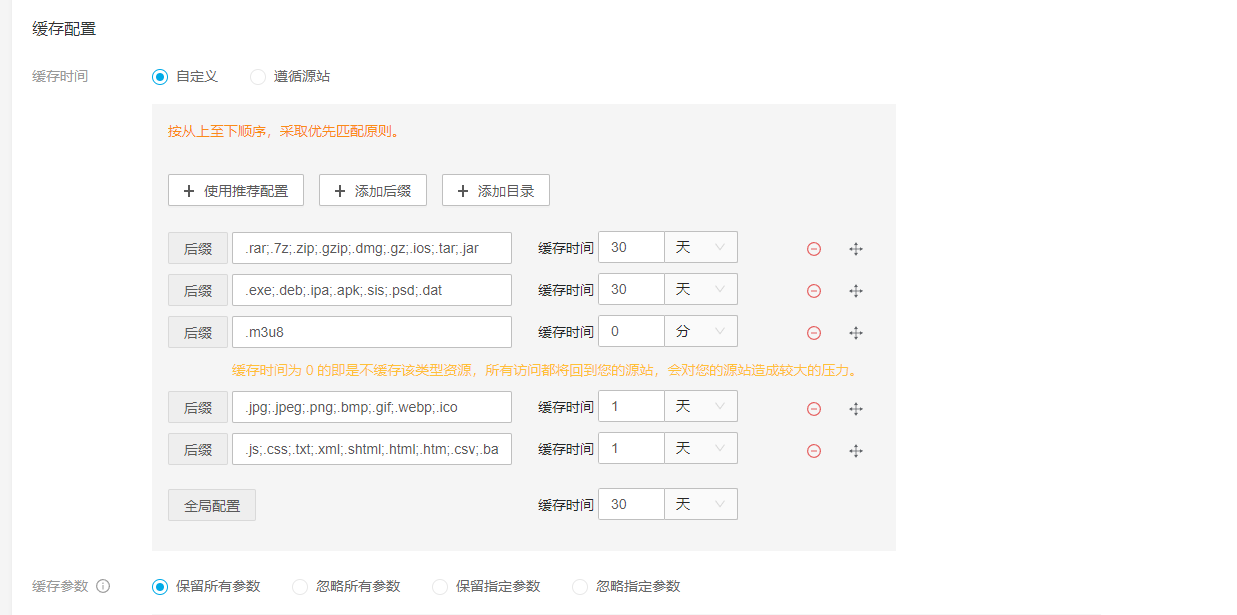 缓存配置
缓存时间 自定义 遵循源站
按从上至下顺序，采取优先匹配原则。
+ 使用推荐配置 + 添加后缀 + 添加目录
后缀 .rar;.7z;.zip;.gzip;.dmg;.gz;.ios;.tar;.jar 缓存时间 30 天
后缀 .exe;.deb;.ipa;.apk;.sis;.psd;.dat 缓存时间 30 天
后缀 .m3u8 缓存时间 0 分
缓存时间为 0 的即是不缓存该类型资源，所有访问都将回到您的源站，会对您的源站造成较大的压力。
后缀 .jpg;.jpeg;.png;.bmp;.gif;.webp;.ico 缓存时间 1 天
后缀 .js;.css;.txt;.xml;.shtml;.html;.htm;.csv;.ba 缓存时间 1 天
全局配置 缓存时间 30 天
缓存参数 保留所有参数 忽略所有参数 保留指定参数 忽略指定参数